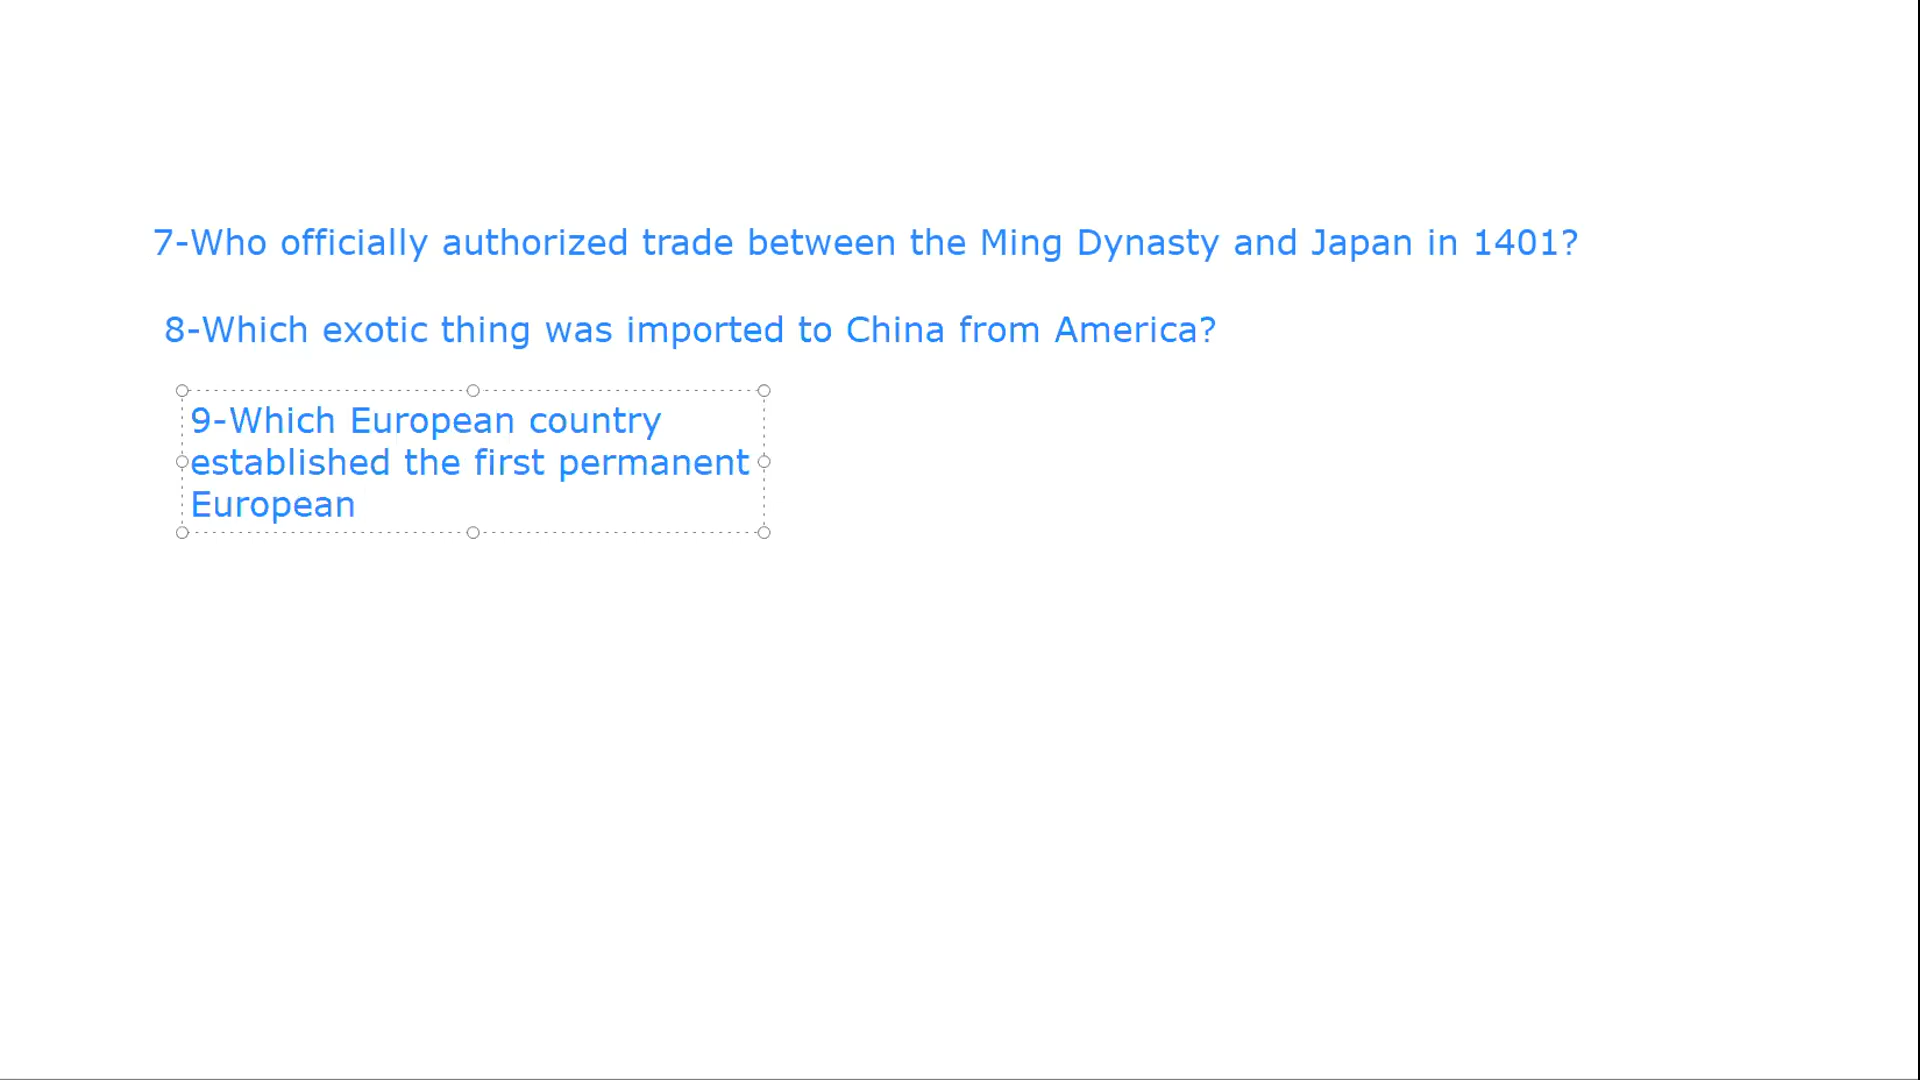 7-Who officially authorized trade between the Ming Dynasty and Japan in 1401?
8-Which exotic thing was imported to China from America?
9-Which European country
established the first permanent
European